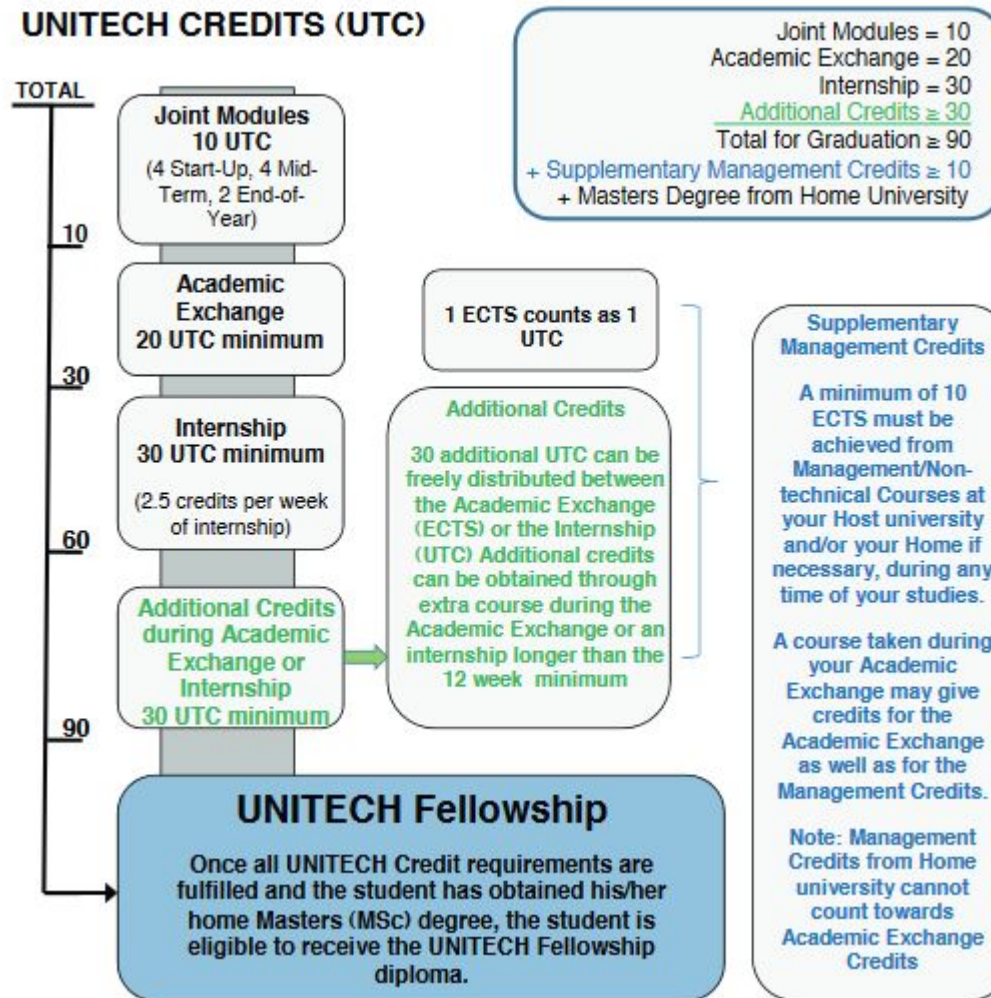 UNITECH CREDITS (UTC)
Joint Modules = 10
Academic Exchange = 20
Internship = 30
Additional Credits ≥ 30
Total for Graduation ≥ 90
+ Supplementary Management Credits ≥ 10
+ Masters Degree from Home University
TOTAL
10
30
60
90
Joint Modules
10 UTC
(4 Start-Up, 4 Mid-
Term, 2 End-of-
Year)
Academic
Exchange
20 UTC minimum
Internship
30 UTC minimum
(2.5 credits per week
of internship)
Additional Credits
during Academic
Exchange or
Internship
30 UTC minimum
1 ECTS counts as 1
UTC
Additional Credits
30 additional UTC can be
freely distributed between
the Academic Exchange
(ECTS) or the Internship
(UTC) Additional credits
can be obtained through
extra course during the
Academic Exchange or an
internship longer than the
12 week minimum
Supplementary
Management Credits
A minimum of 10
ECTS must be
achieved from
Management/Non-
technical Courses at
your Host university
and/or your Home if
necessary, during any
time of your studies.
A course taken during
your Academic
Exchange may give
credits for the
Academic Exchange
as well as for the
Management Credits.
Note: Management
Credits from Home
university cannot
count towards
Academic Exchange
Credits
UNITECH Fellowship
Once all UNITECH Credit requirements are
fulfilled and the student has obtained his/her
home Masters (MSc) degree, the student is
eligible to receive the UNITECH Fellowship
diploma.